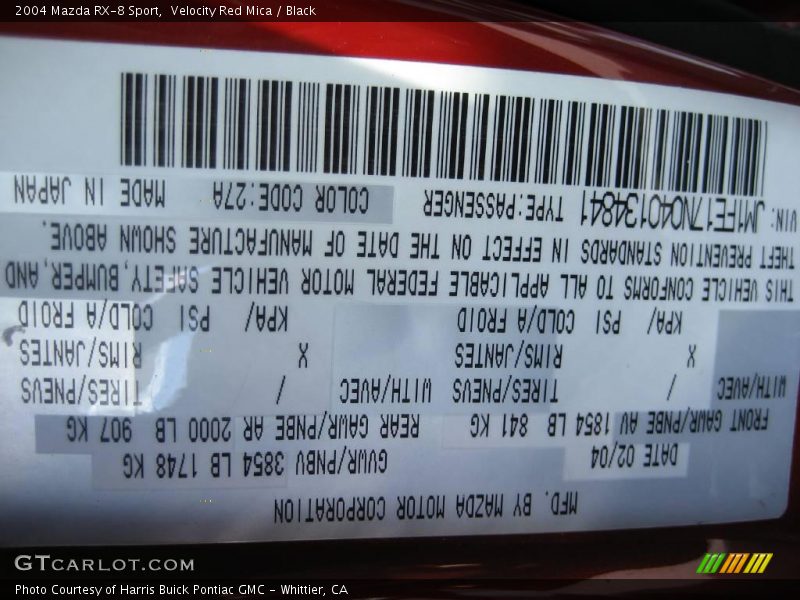 2004 Mazda RX-8 Sport,  Velocity Red Mica / Black
MFD. BY MAZDA MOTOR CORPORATION
DATE 02/04 GVWR/PNBV 3854 LB 1748 KG
FRONT GAWR/PNBE AV 1854 LB 841 KG REAR GAWR/PNBE AR 2000 LB 907 KG
WITH/AVEC / TIRES/PNEVS WITH/AVEC / TIRES/PNEVS
X RIMS/JANTES X RIMS/JANTES
KPA/ PSI COLD/A FROID KPA/ PSI COLD/A FROID
THIS VEHICLE CONFORMS TO ALL APPLICABLE FEDERAL MOTOR VEHICLE SAFETY, BUMPER, AND
THEFT PREVENTION STANDARDS IN EFFECT ON THE DATE OF MANUFACTURE SHOWN ABOVE.
VIN: JM1FE17N040134841 TYPE:PASSENGER COLOR CODE:27A MADE IN JAPAN
GTCARLOT.COM
Photo Courtesy of Harris Buick Pontiac GMC - Whittier, CA